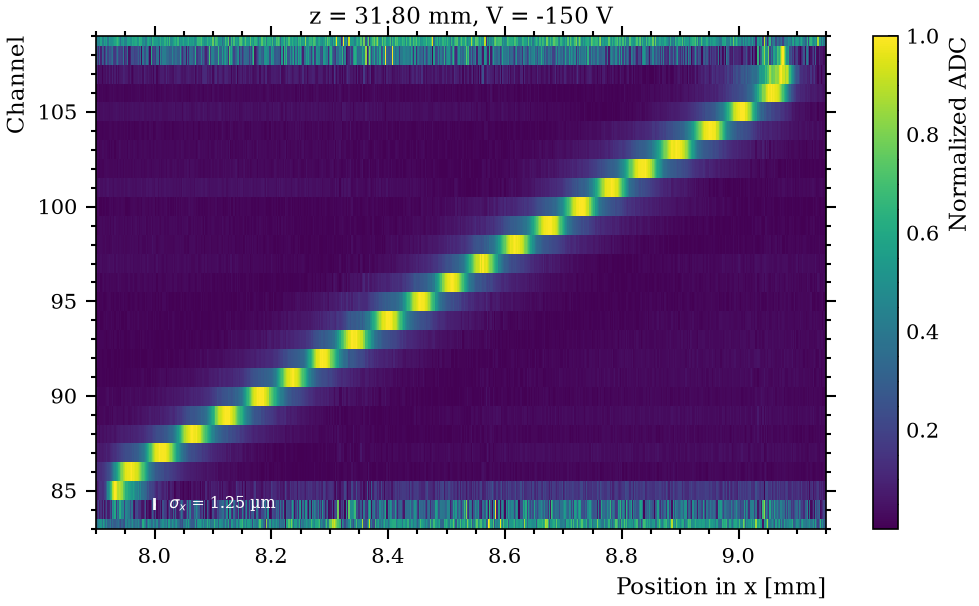 z = 31.80 mm, V = -150 V
Channel
105
100
95
90
85
σx = 1.25 µm
8.0 8.2 8.4 8.6 8.8 9.0
Position in x [mm]
1.0
0.8
0.6
0.4
0.2
Normalized ADC